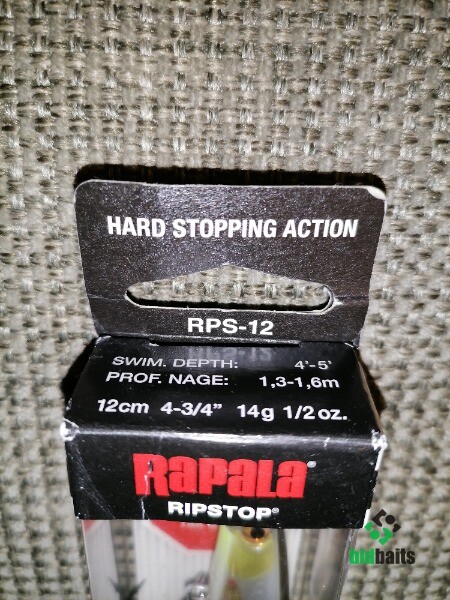 HARD STOPPING ACTION
RPS-12
SWIM. DEPTH: 4'-5'
PROF. NAGE: 1,3-1,6m
12cm 4-3/4" 14g 1/2 oz.
Rapala®
RIPSTOP®
bidbaits